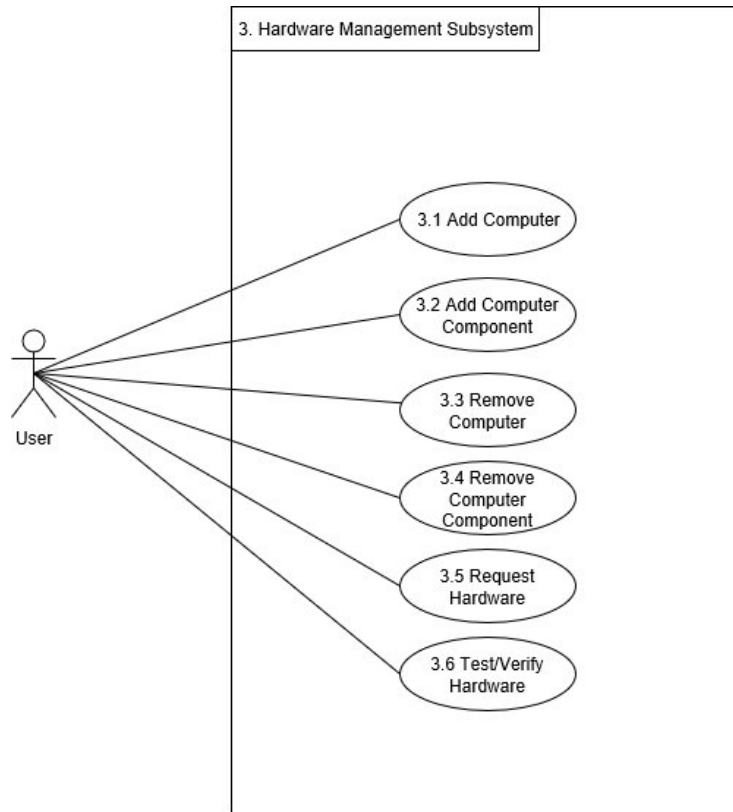 3. Hardware Management Subsystem
3.1 Add Computer
3.2 Add Computer
Component
3.3 Remove
Computer
User
3.4 Remove
Computer
Component
3.5 Request
Hardware
3.6 Test/Verify
Hardware